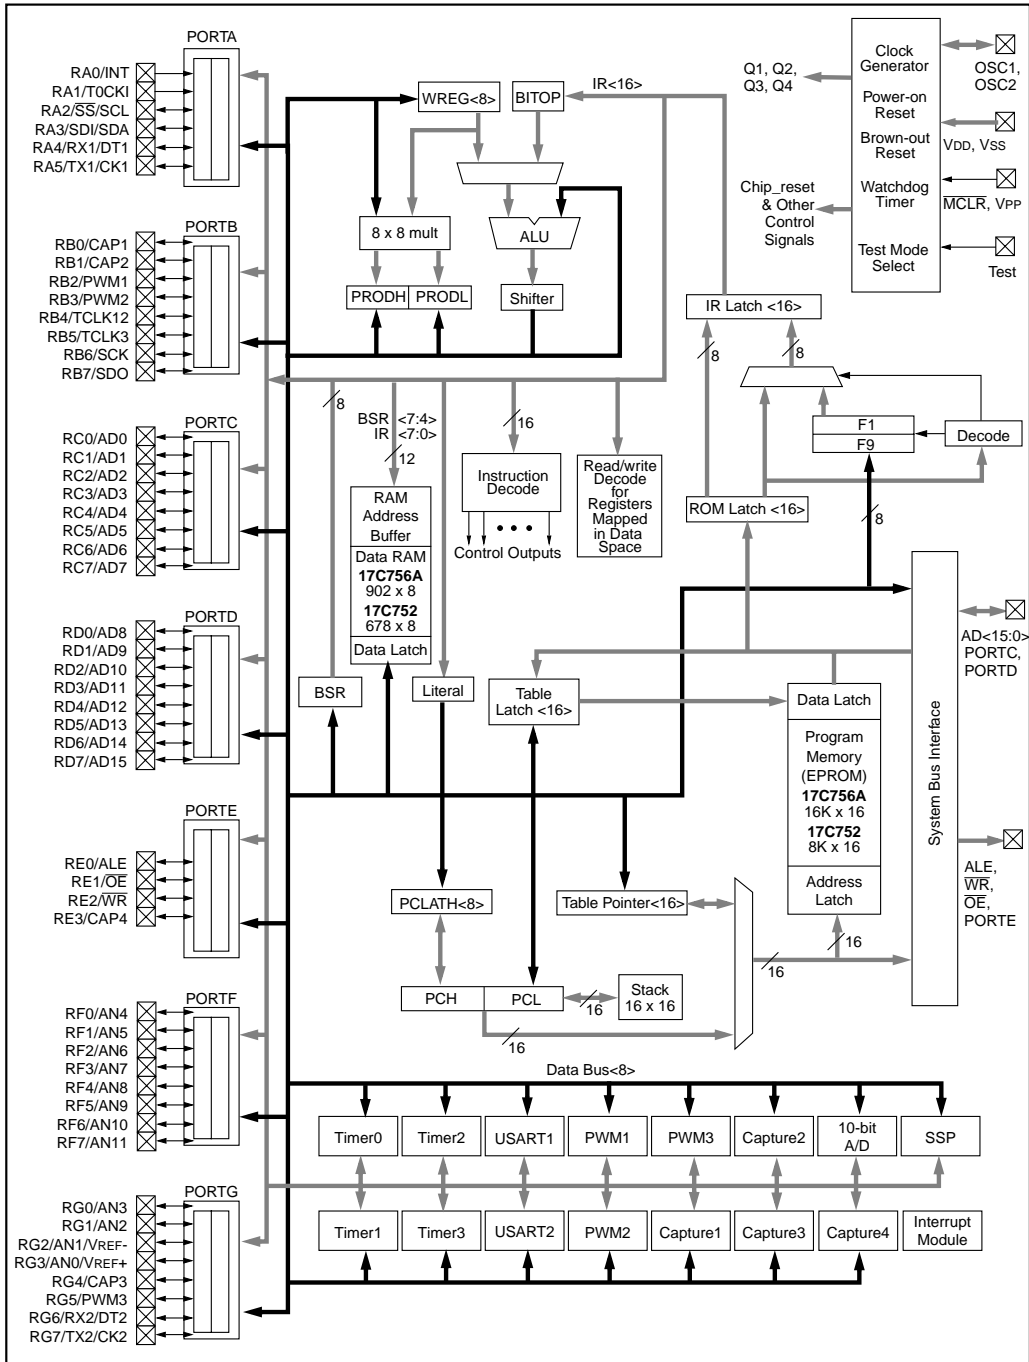 PORTA
RA0/INT
RA1/T0CKI
RA2/SS/SCL
RA3/SDI/SDA
RA4/RX1/DT1
RA5/TX1/CK1
PORTB
RB0/CAP1
RB1/CAP2
RB2/PWM1
RB3/PWM2
RB4/TCLK12
RB5/TCLK3
RB6/SCK
RB7/SDO
PORTC
RC0/AD0
RC1/AD1
RC2/AD2
RC3/AD3
RC4/AD4
RC5/AD5
RC6/AD6
RC7/AD7
PORTD
RD0/AD8
RD1/AD9
RD2/AD10
RD3/AD11
RD4/AD12
RD5/AD13
RD6/AD14
RD7/AD15
PORTE
RE0/ALE
RE1/OE
RE2/WR
RE3/CAP4
PORTF
RF0/AN4
RF1/AN5
RF2/AN6
RF3/AN7
RF4/AN8
RF5/AN9
RF6/AN10
RF7/AN11
PORTG
RG0/AN3
RG1/AN2
RG2/AN1/VREF-
RG3/AN0/VREF+
RG4/CAP3
RG5/PWM3
RG6/RX2/DT2
RG7/TX2/CK2
WREG<8>
BITOP
IR<16>
8 x 8 mult
ALU
PRODH
PRODL
Shifter
Q1, Q2,
Q3, Q4
Chip_reset
& Other
Control
Signals
Clock
Generator
Power-on
Reset
Brown-out
Reset
Watchdog
Timer
Test Mode
Select
OSC1,
OSC2
VDD, VSS
MCLR, VPP
Test
IR Latch <16>
8
8
F1
F9
Decode
ROM Latch <16>
8
8
BSR <7:4>
IR <7:0>
12
16
RAM
Address
Buffer
Data RAM
17C756A
902 x 8
17C752
678 x 8
Data Latch
Instruction
Decode
Control Outputs
Read/write
Decode
for
Registers
Mapped
in Data
Space
BSR
Literal
Table
Latch <16>
Data Latch
Program
Memory
(EPROM)
17C756A
16K x 16
17C752
8K x 16
Address
Latch
System Bus Interface
AD<15:0>
PORTC,
PORTD
ALE,
WR,
OE,
PORTE
PCLATH<8>
Table Pointer<16>
16
16
PCH
PCL
16
Stack
16 x 16
16
Data Bus<8>
Timer0
Timer2
USART1
PWM1
PWM3
Capture2
10-bit
A/D
SSP
Timer1
Timer3
USART2
PWM2
Capture1
Capture3
Capture4
Interrupt
Module